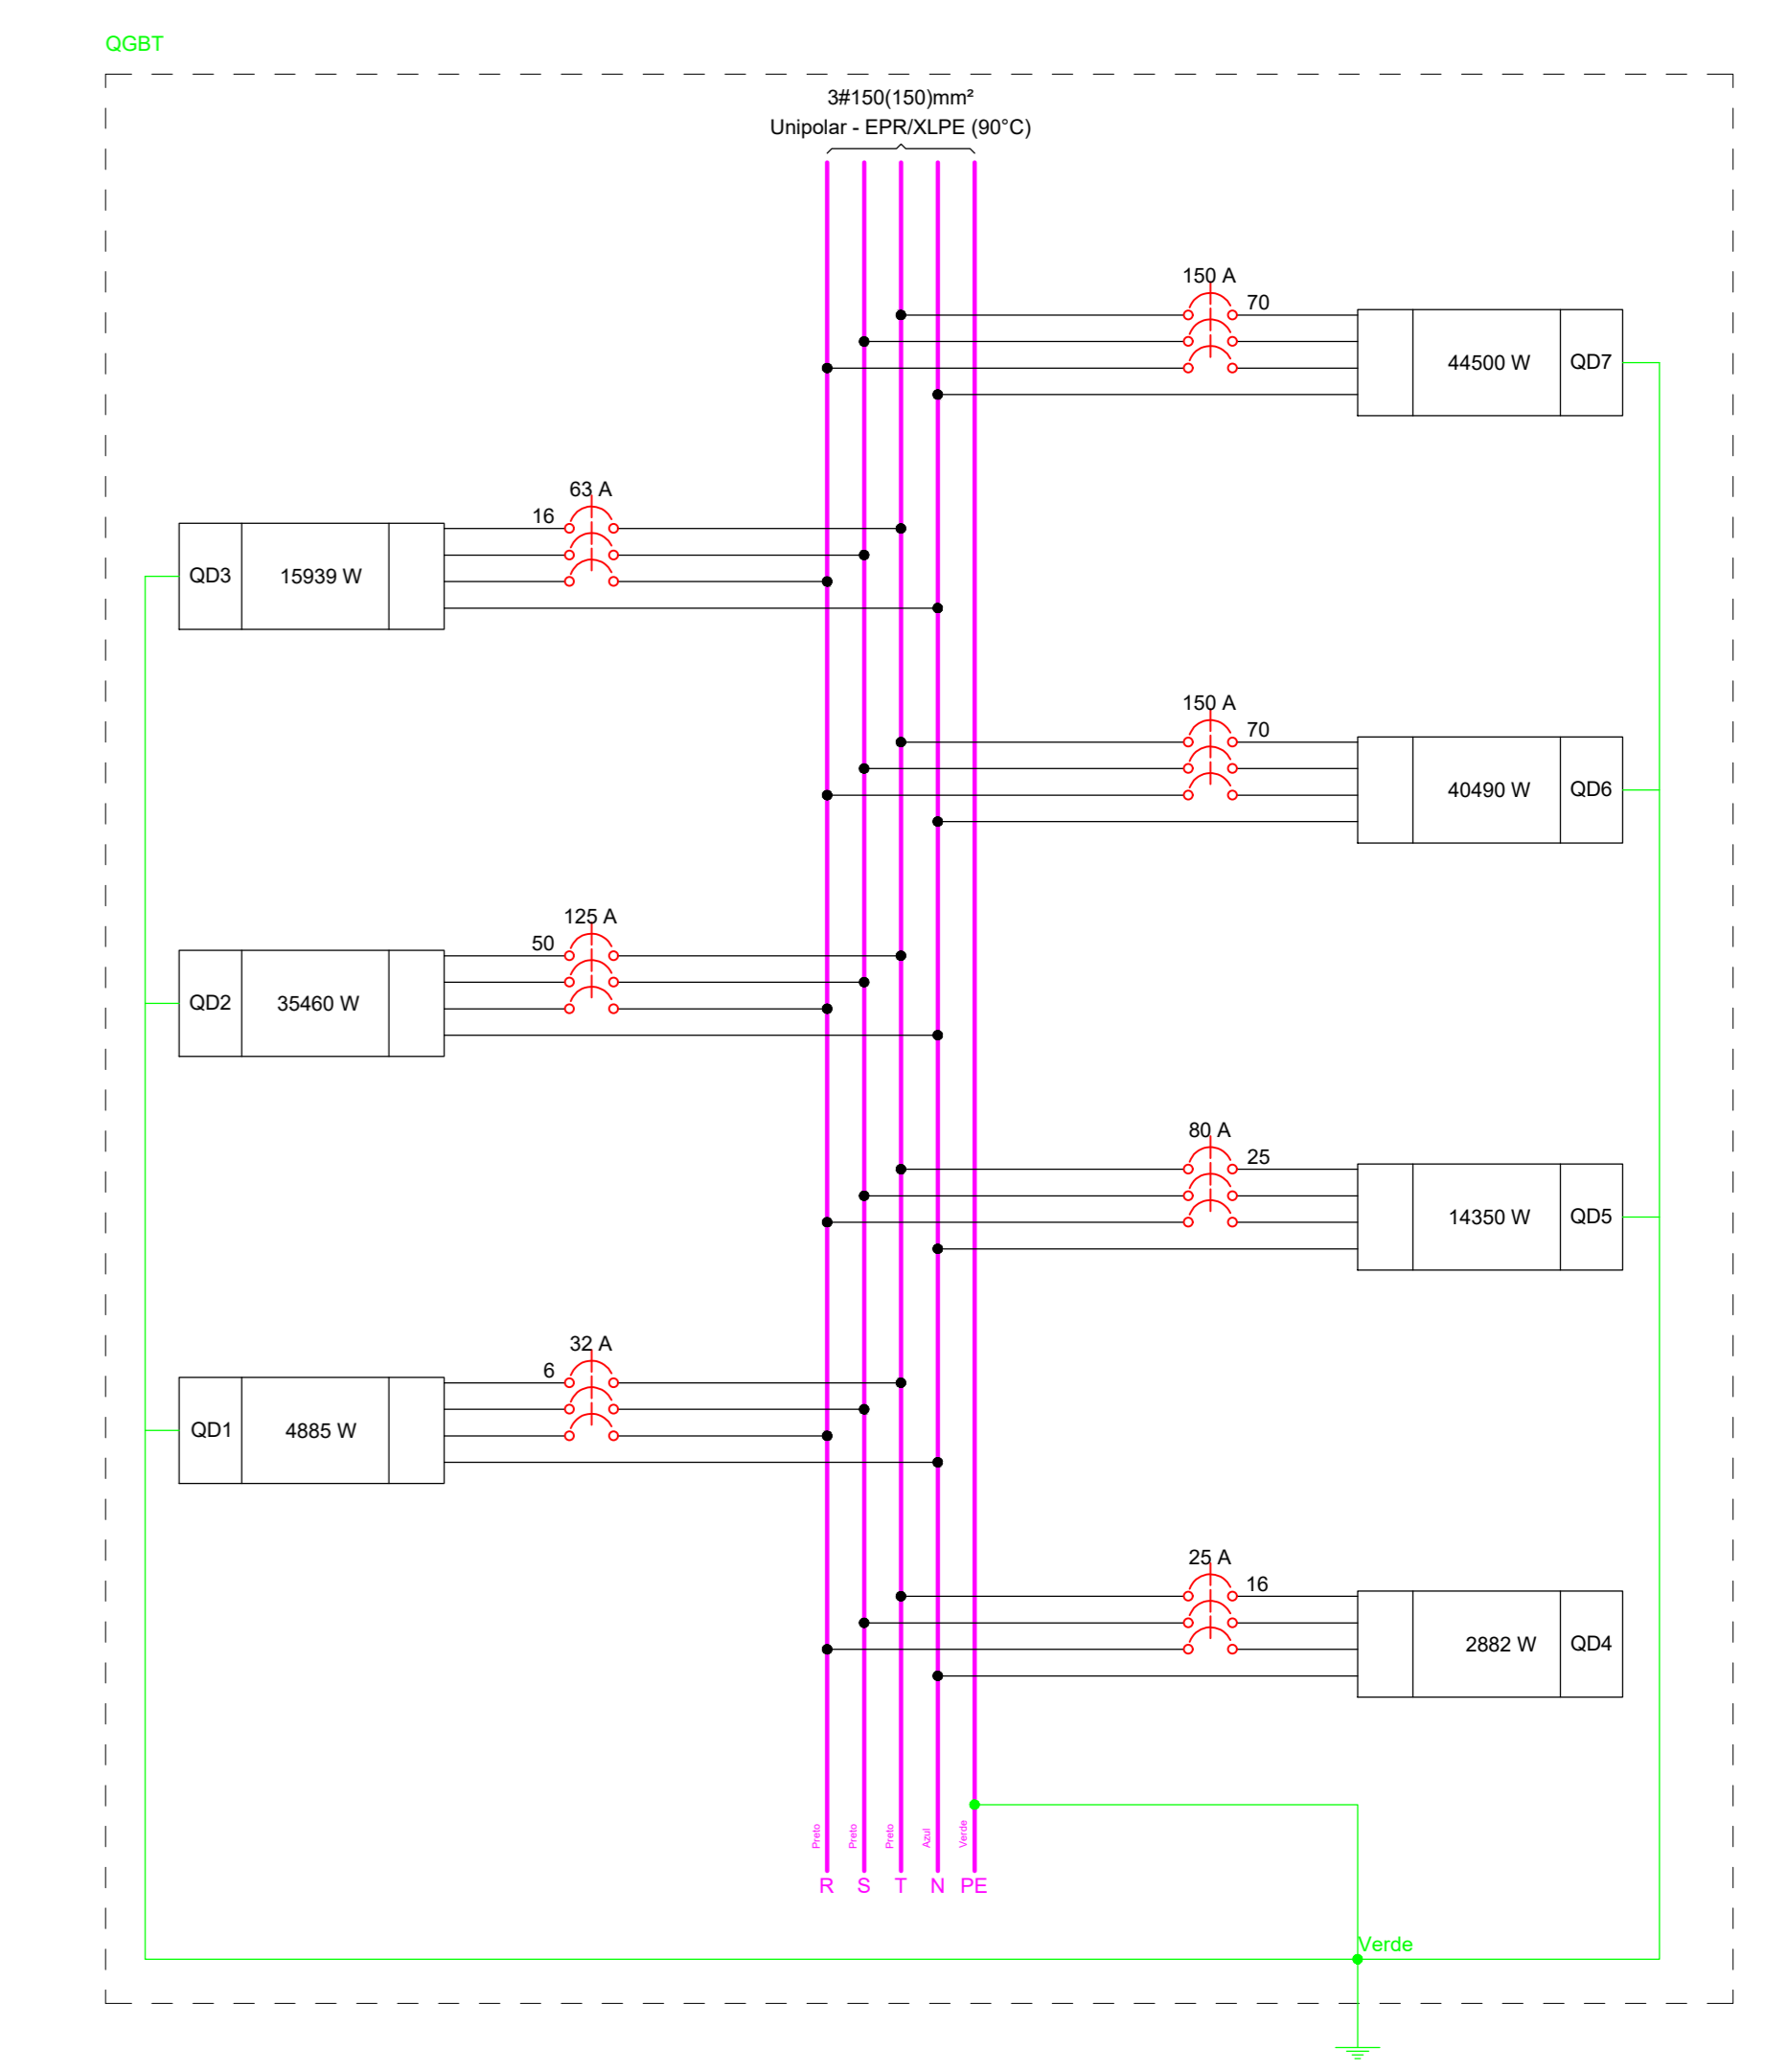 QGBT
3#150(150)mm²
Unipolar - EPR/XLPE (90°C)
150 A
70
44500 W
QD7
63 A
16
QD3
15939 W
150 A
70
40490 W
QD6
125 A
50
QD2
35460 W
80 A
25
14350 W
QD5
32 A
6
QD1
4885 W
25 A
16
2882 W
QD4
Preto
Preto
Preto
Azul
Verde
R
S
T
N
PE
Verde